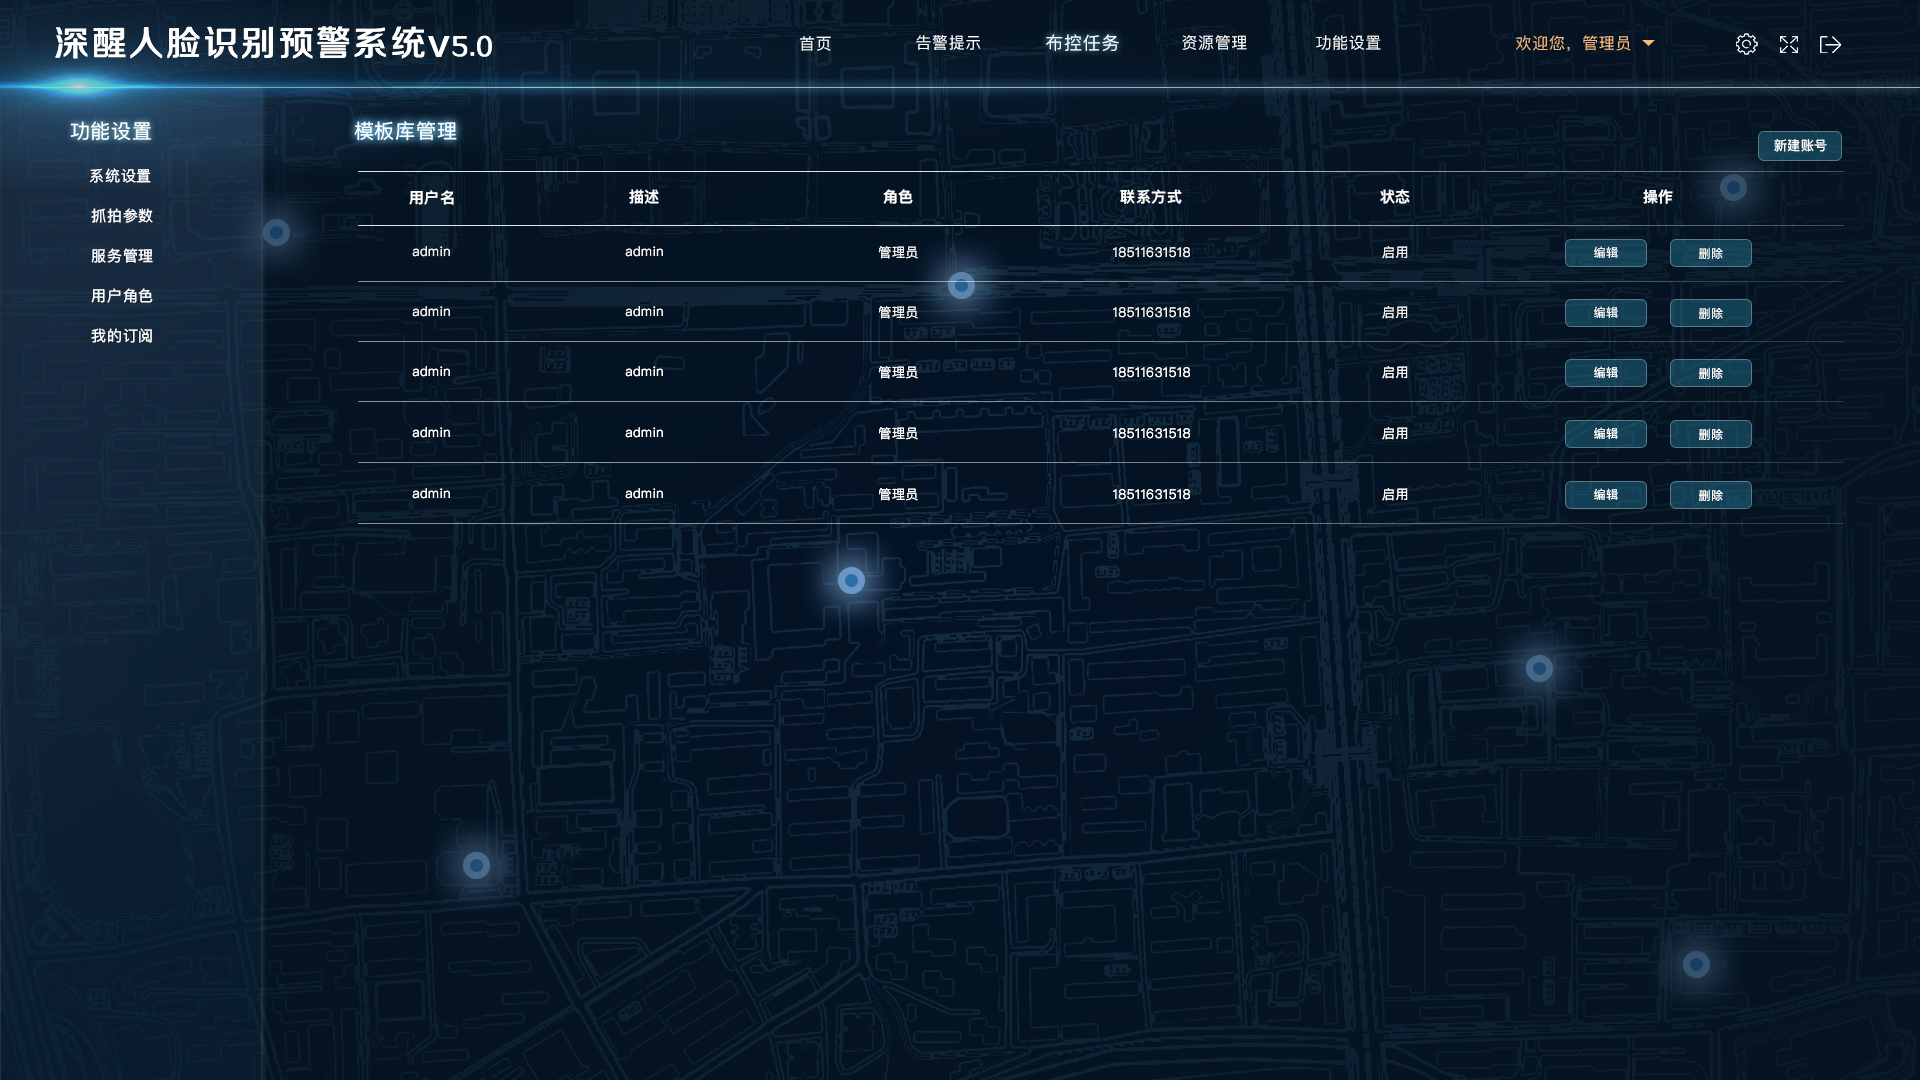 深醒人脸识别预警系统V5.0
首页 告警提示 布控任务 资源管理 功能设置 欢迎您，管理员
功能设置
系统设置
抓拍参数
服务管理
用户角色
我的订阅
模板库管理
新建账号
用户名 描述 角色 联系方式 状态 操作
admin admin 管理员 18511631518 启用 编辑 删除
admin admin 管理员 18511631518 启用 编辑 删除
admin admin 管理员 18511631518 启用 编辑 删除
admin admin 管理员 18511631518 启用 编辑 删除
admin admin 管理员 18511631518 启用 编辑 删除